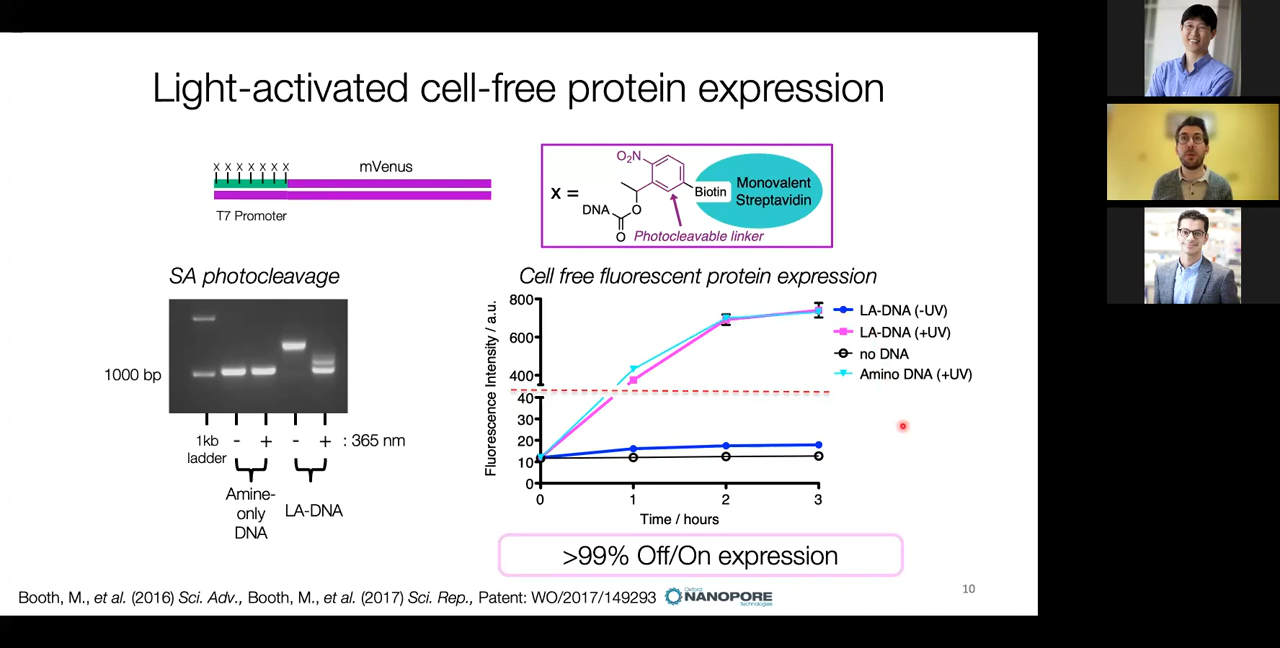 Light-activated cell-free protein expression
X X X X X X X
mVenus
T7 Promoter
X =
O₂N
DNA
O
O
Biotin
Monovalent
Streptavidin
Photocleavable linker
SA photocleavage
1000 bp
1kb
ladder
- + - + : 365 nm
Amine-
only
DNA
LA-DNA
Cell free fluorescent protein expression
Fluorescence Intensity / a.u.
800
600
400
40
30
20
10
0
0 1 2 3
Time / hours
LA-DNA (-UV)
LA-DNA (+UV)
no DNA
Amino DNA (+UV)
>99% Off/On expression
Booth, M., et al. (2016) Sci. Adv., Booth, M., et al. (2017) Sci. Rep., Patent: WO/2017/149293
Oxford
NANOPORE
Technologies
10